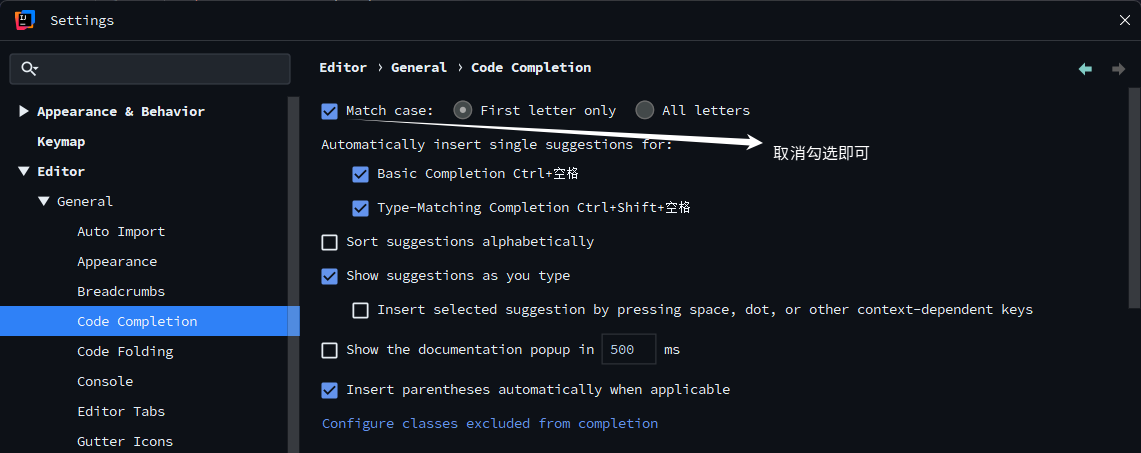 Settings
Appearance & Behavior
Keymap
Editor
General
Auto Import
Appearance
Breadcrumbs
Code Completion
Code Folding
Console
Editor Tabs
Gutter Icons
Editor › General › Code Completion
Match case: First letter only All letters
取消勾选即可
Automatically insert single suggestions for:
Basic Completion Ctrl+空格
Type-Matching Completion Ctrl+Shift+空格
Sort suggestions alphabetically
Show suggestions as you type
Insert selected suggestion by pressing space, dot, or other context-dependent keys
Show the documentation popup in 500 ms
Insert parentheses automatically when applicable
Configure classes excluded from completion